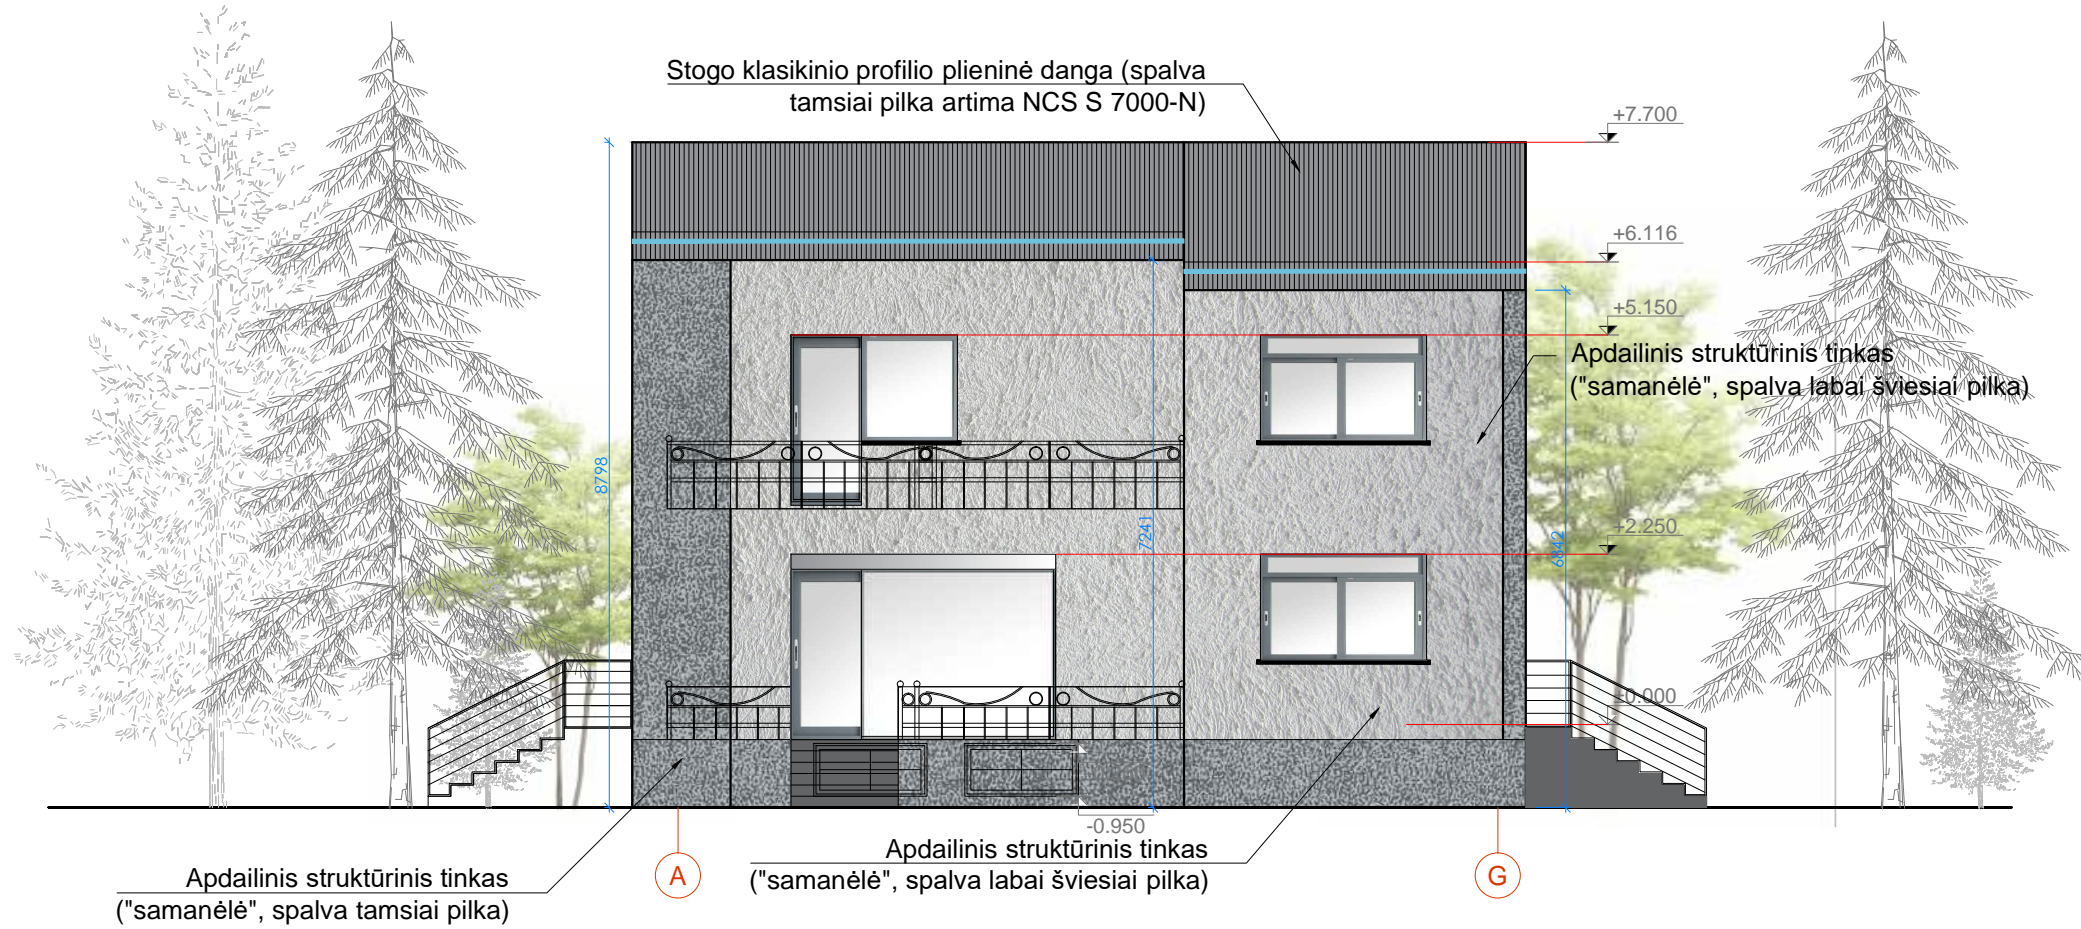 Stogo klasikinio profilio plieninė danga (spalva
tamsiai pilka artima NCS S 7000-N)
+7.700
+6.116
+5.150
Apdailinis struktūrinis tinkas
("samanėlė", spalva labai šviesiai pilka)
8798
7241
6842
+2.250
±0.000
-0.950
Apdailinis struktūrinis tinkas
("samanėlė", spalva labai šviesiai pilka)
A
G
Apdailinis struktūrinis tinkas
("samanėlė", spalva tamsiai pilka)